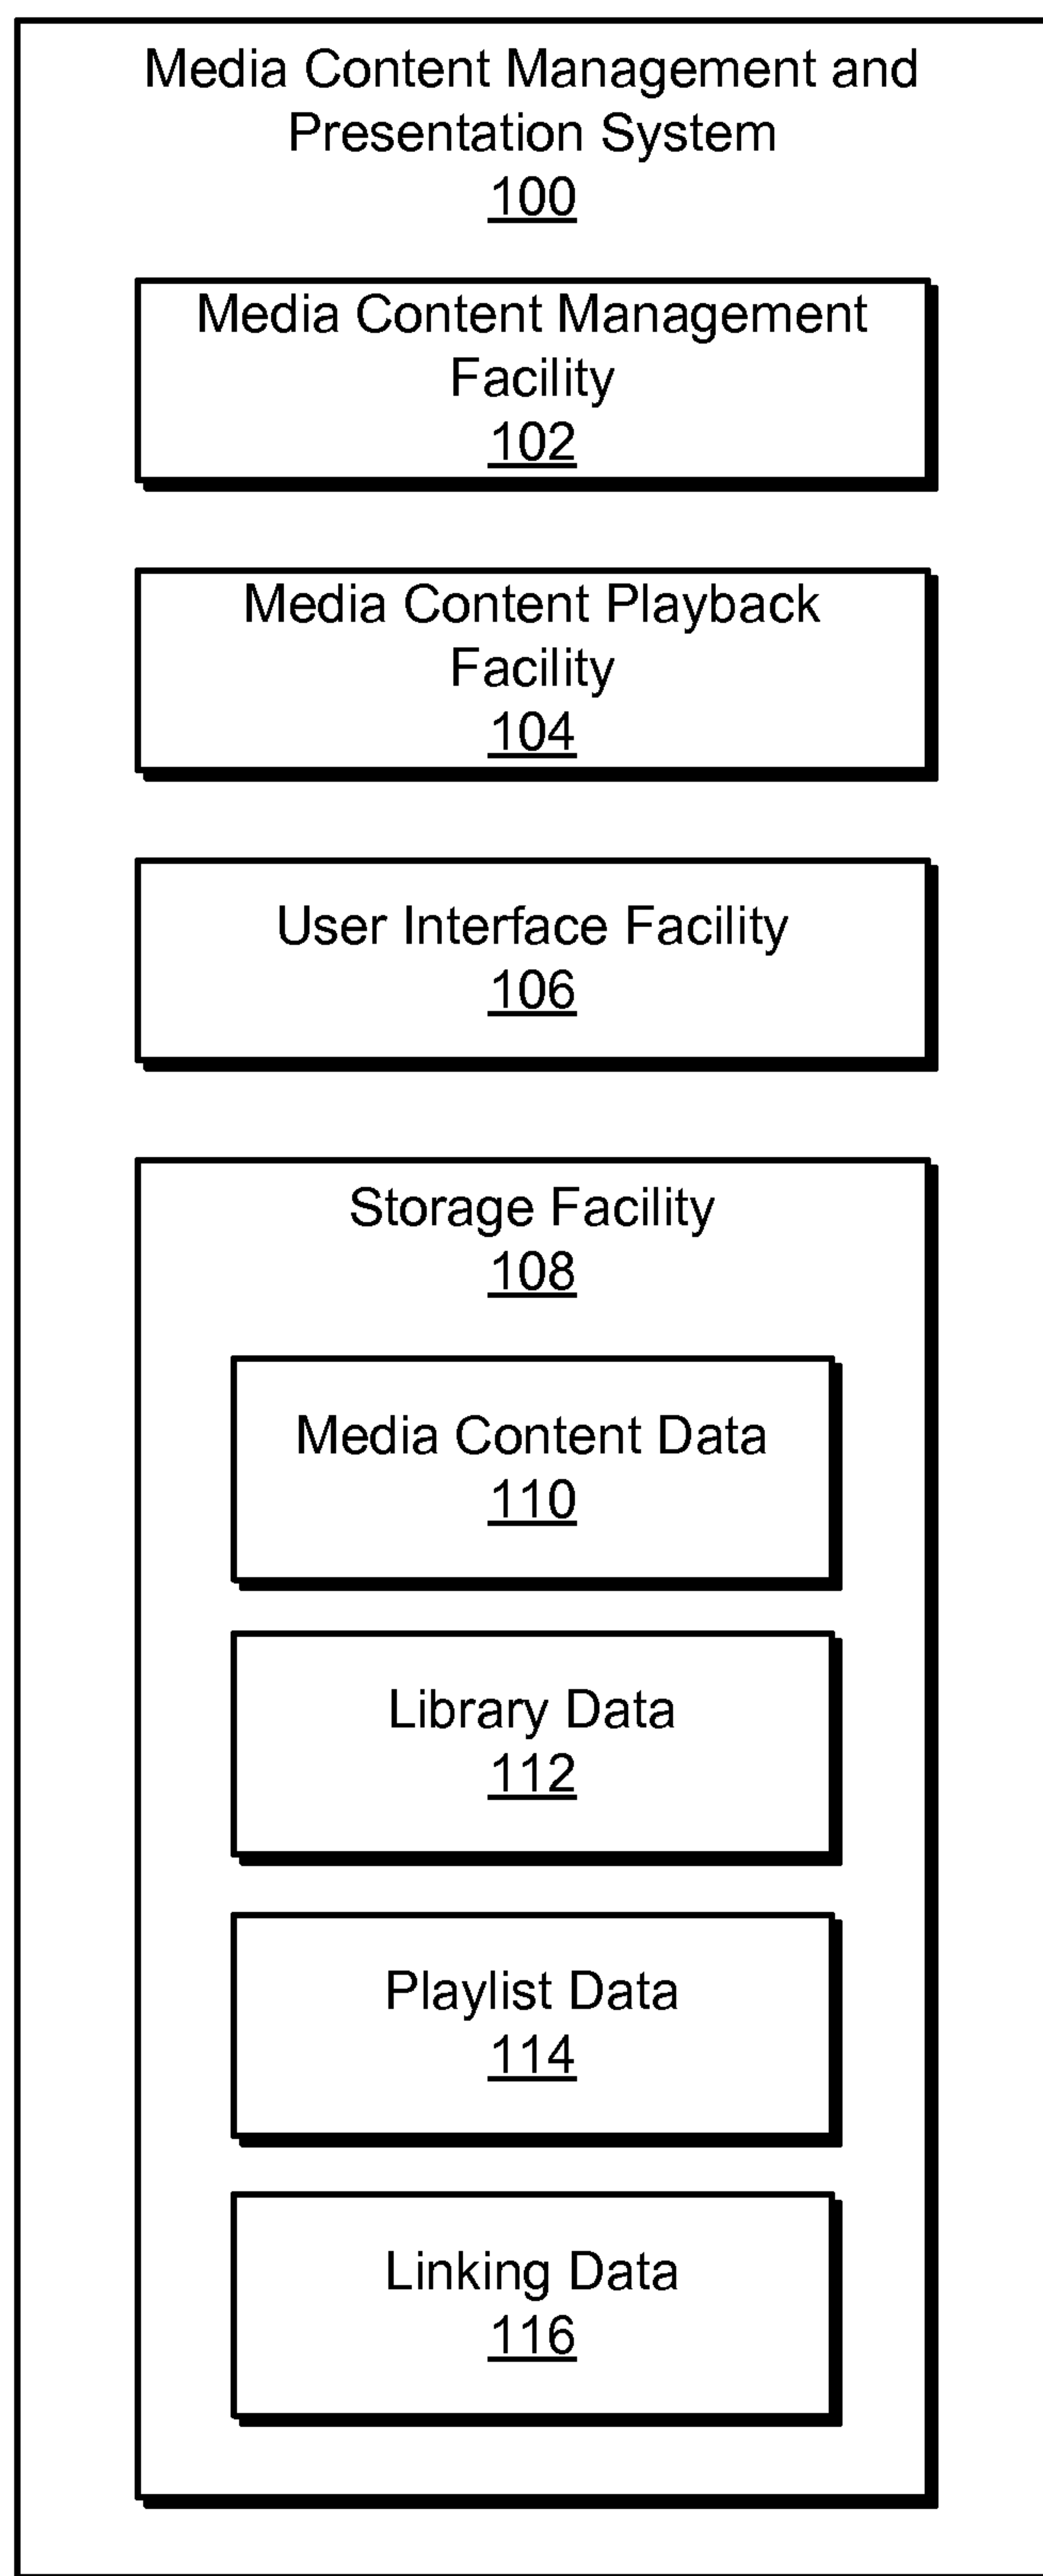 Media Content Management and
Presentation System
100
Media Content Management
Facility
102
Media Content Playback
Facility
104
User Interface Facility
106
Storage Facility
108
Media Content Data
110
Library Data
112
Playlist Data
114
Linking Data
116